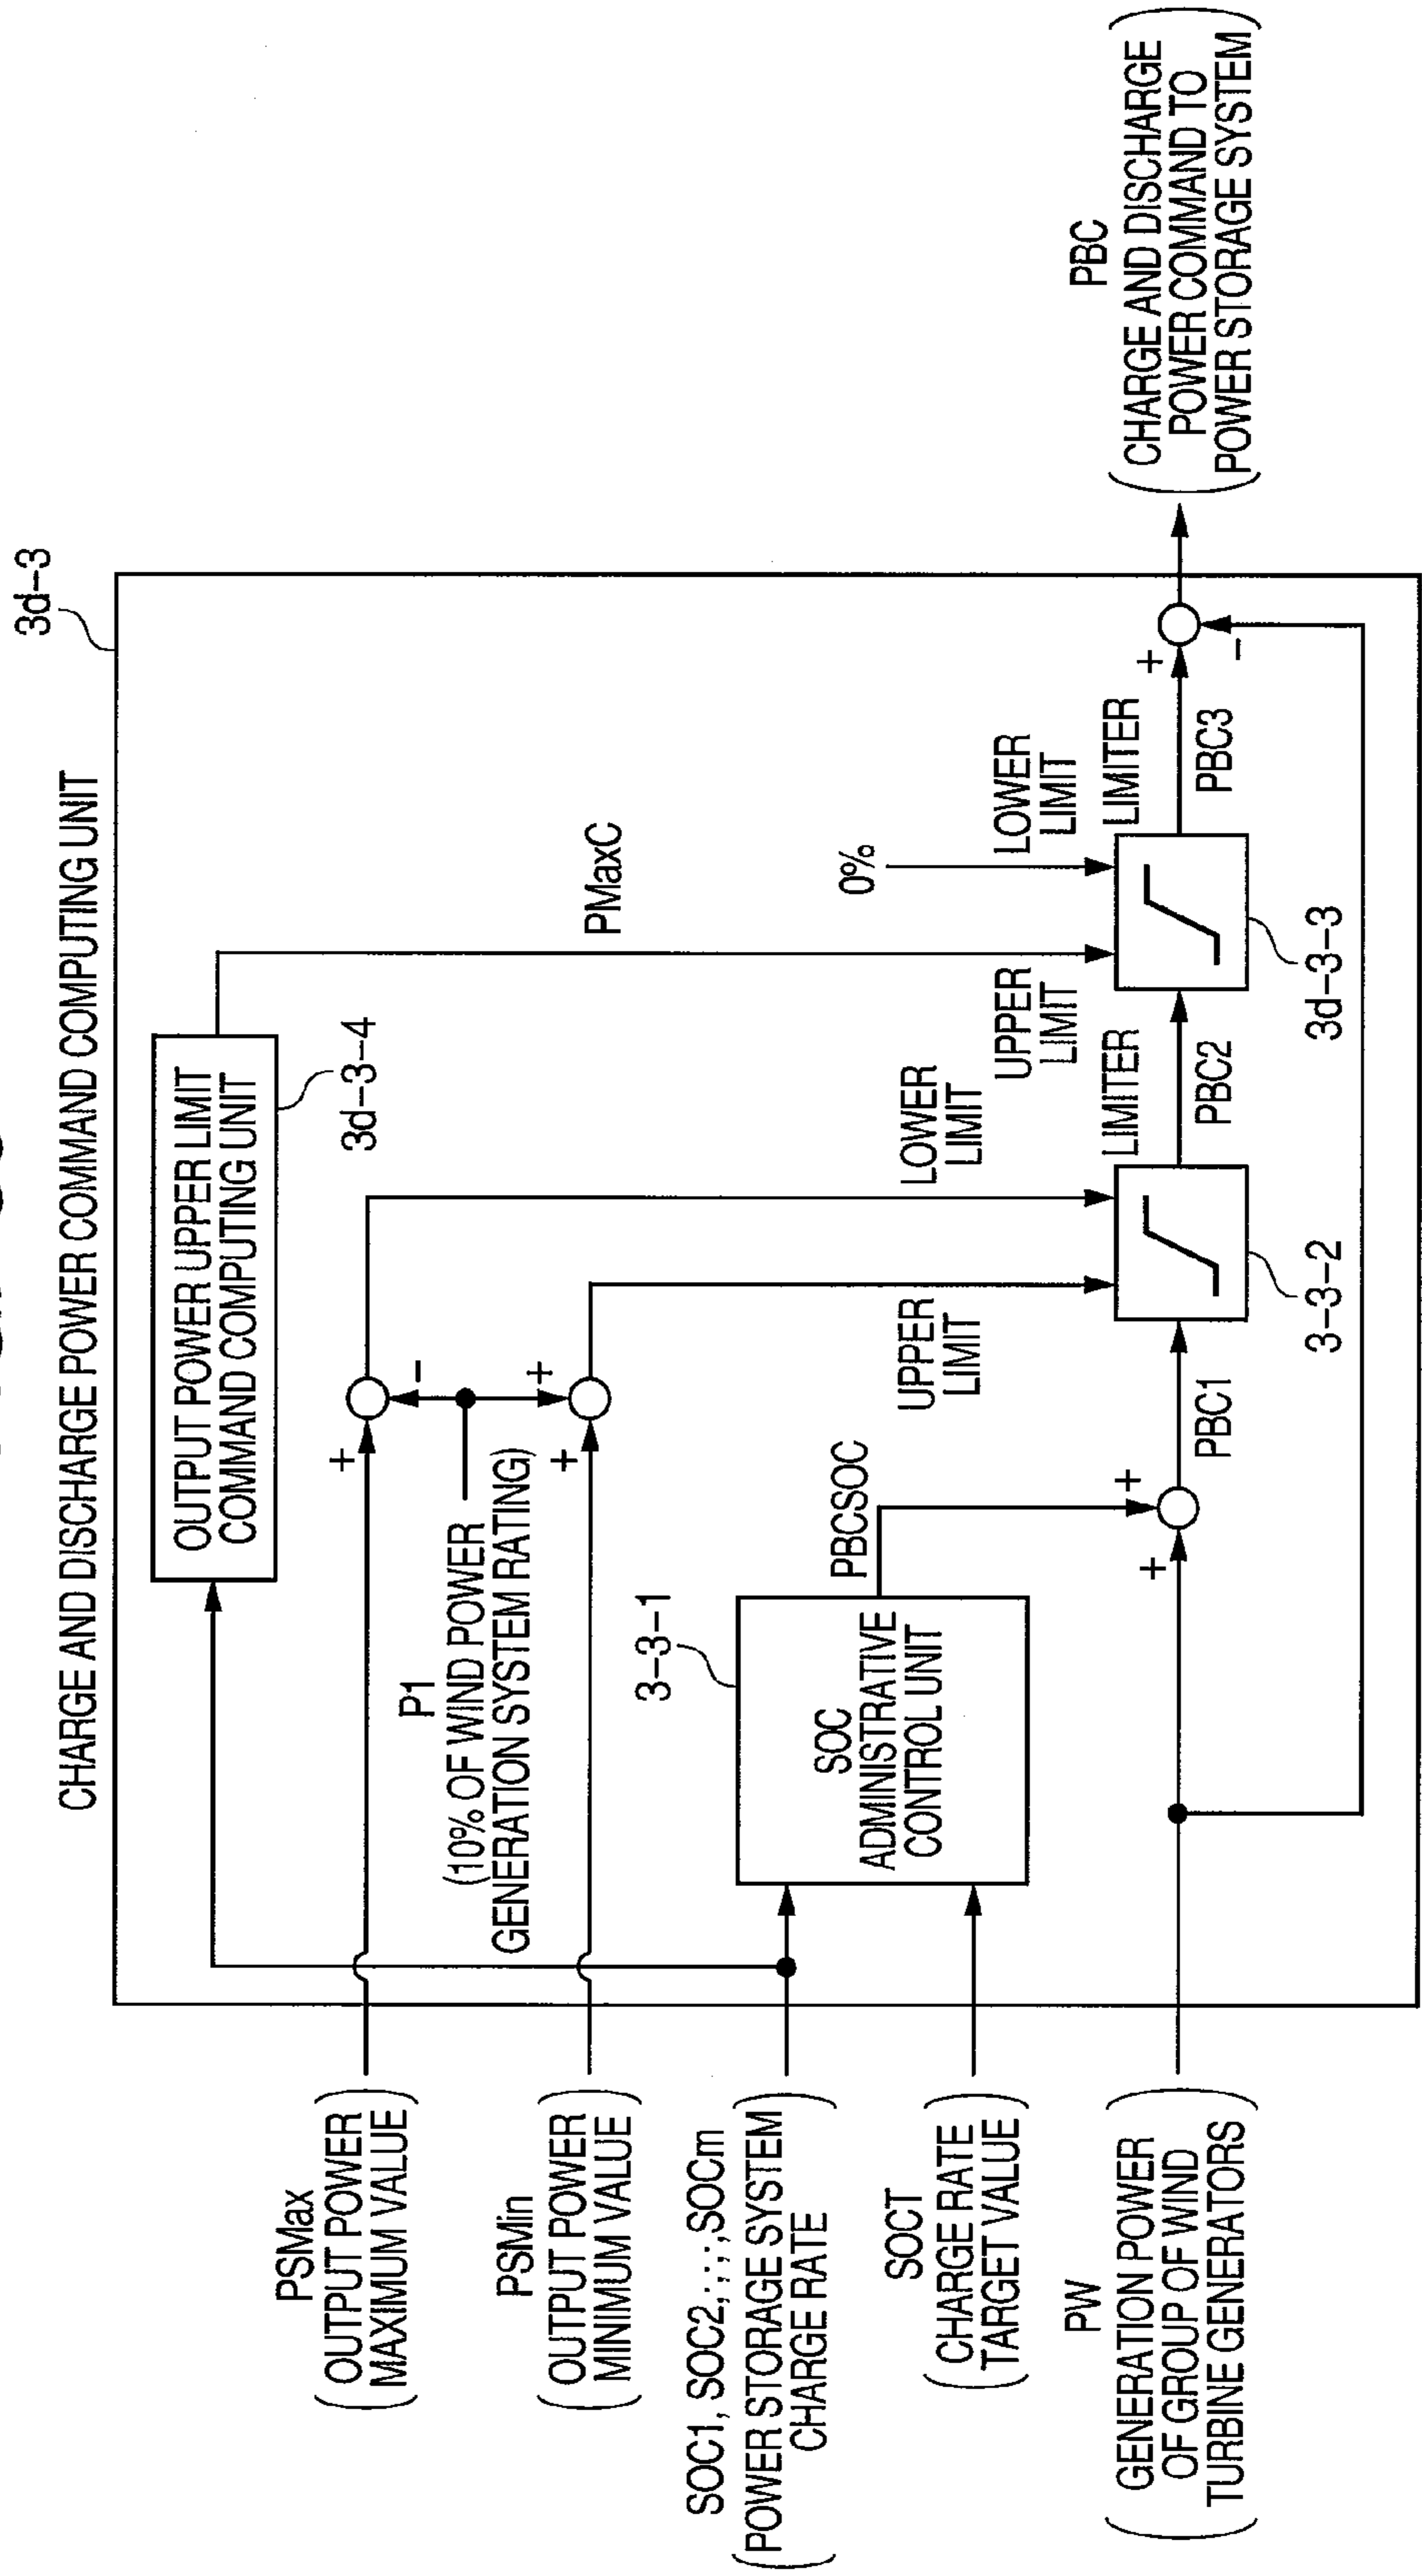 CHARGE AND DISCHARGE POWER COMMAND COMPUTING UNIT
3d-3
OUTPUT POWER UPPER LIMIT
COMMAND COMPUTING UNIT
3d-3-4
PSMax
(OUTPUT POWER
MAXIMUM VALUE)
+
-
P1
(10% OF WIND POWER
GENERATION SYSTEM RATING)
PSMin
(OUTPUT POWER
MINIMUM VALUE)
+
+
PMaxC
SOC1, SOC2,;;;,SOCm
(POWER STORAGE SYSTEM
CHARGE RATE)
3-3-1
SOC
ADMINISTRATIVE
CONTROL UNIT
PBCSOC
SOCT
(CHARGE RATE
TARGET VALUE)
UPPER
LIMIT
LOWER
LIMIT
UPPER
LIMIT
0%
LOWER
LIMIT
PW
(GENERATION POWER
OF GROUP OF WIND
TURBINE GENERATORS)
+
+
PBC1
LIMITER
3-3-2
PBC2
LIMITER
3d-3-3
PBC3
+
-
PBC
(CHARGE AND DISCHARGE
POWER COMMAND TO
POWER STORAGE SYSTEM)